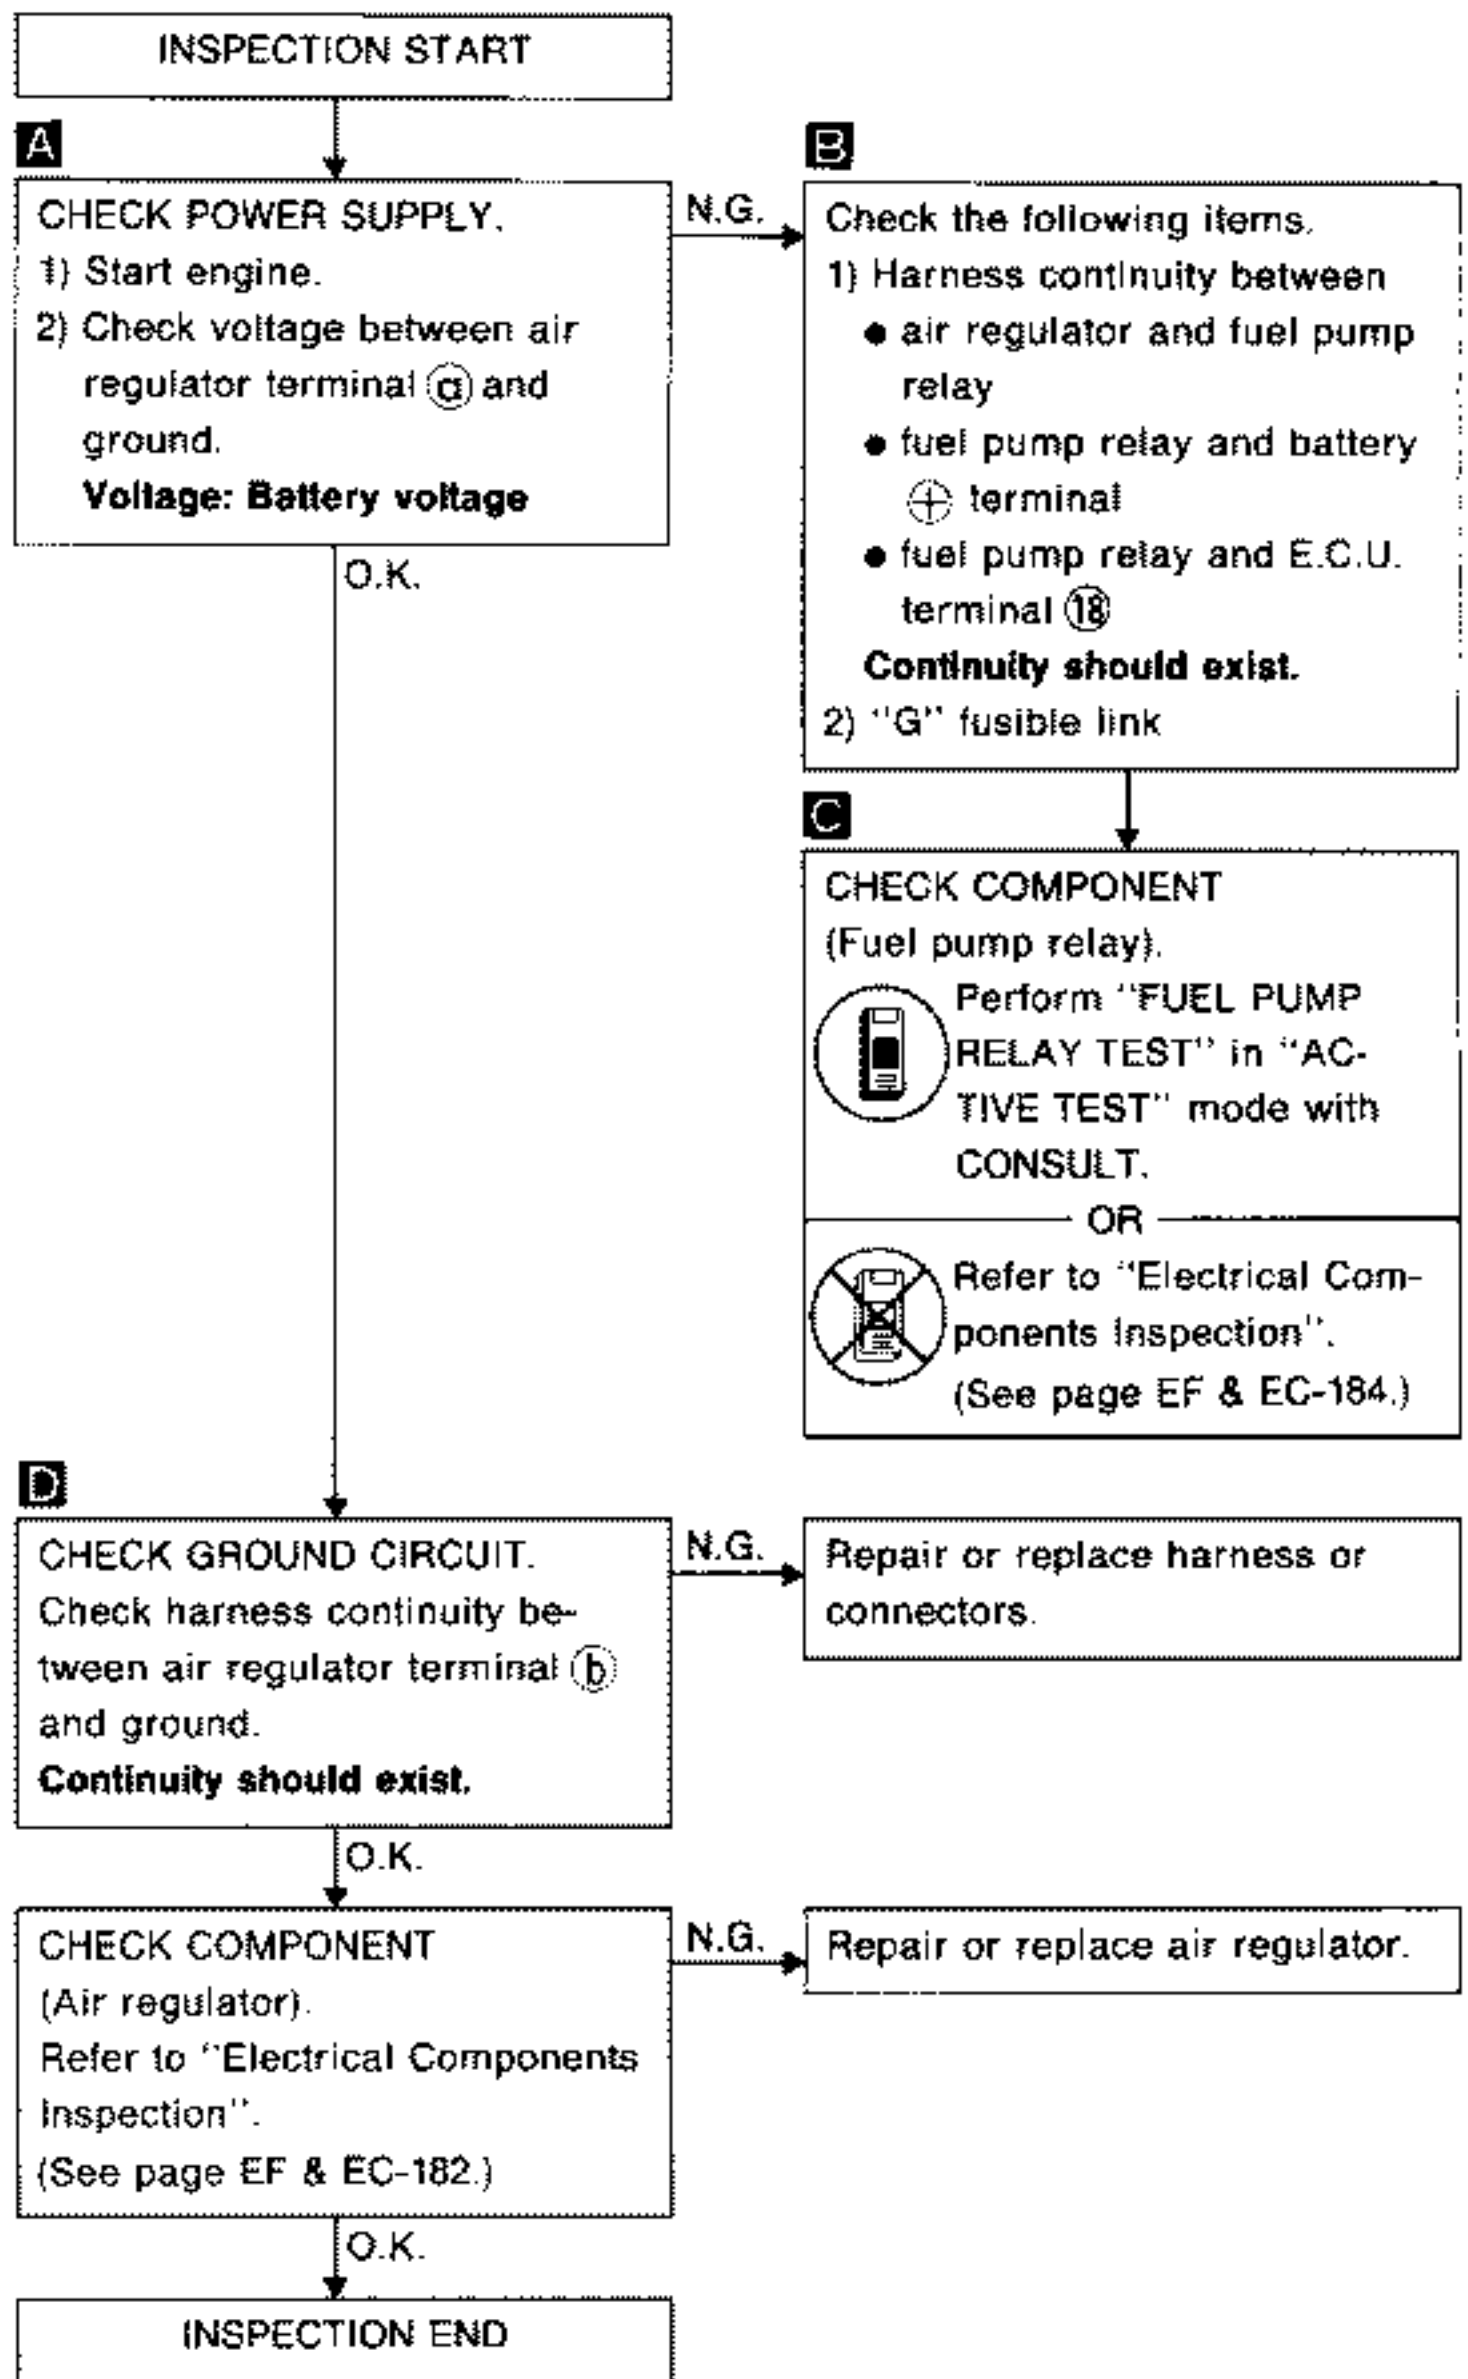 INSPECTION START
A
CHECK POWER SUPPLY.
1) Start engine.
2) Check voltage between air
regulator terminal ⓐ and
ground.
Voltage: Battery voltage
N.G.
O.K.
B
Check the following items.
1) Harness continuity between
● air regulator and fuel pump
relay
● fuel pump relay and battery
⊕ terminal
● fuel pump relay and E.C.U.
terminal ⑱
Continuity should exist.
2) "G" fusible link
C
CHECK COMPONENT
(Fuel pump relay).
Perform "FUEL PUMP
RELAY TEST" in "AC-
TIVE TEST" mode with
CONSULT.
OR
Refer to "Electrical Com-
ponents Inspection".
(See page EF & EC-184.)
D
CHECK GROUND CIRCUIT.
Check harness continuity be-
tween air regulator terminal ⓑ
and ground.
Continuity should exist.
N.G.
Repair or replace harness or
connectors.
O.K.
CHECK COMPONENT
(Air regulator).
Refer to "Electrical Components
Inspection".
(See page EF & EC-182.)
N.G.
Repair or replace air regulator.
O.K.
INSPECTION END